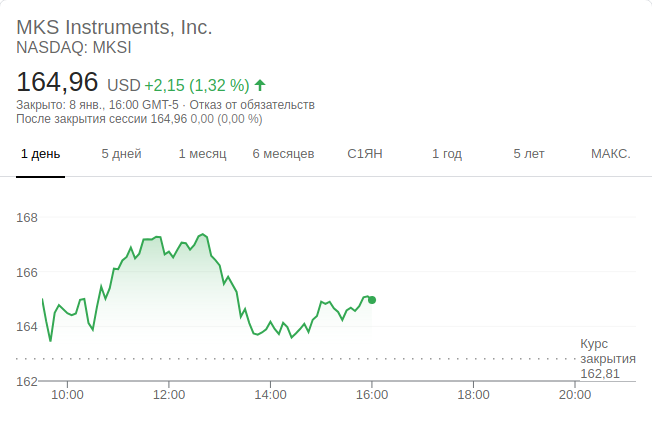 MKS Instruments, Inc.
NASDAQ: MKSI
164,96 USD +2,15 (1,32 %)
Закрыто: 8 янв., 16:00 GMT-5 · Отказ от обязательств
После закрытия сессии 164,96 0,00 (0,00 %)
1 день 5 дней 1 месяц 6 месяцев С1ЯН 1 год 5 лет МАКС.
168
166
164
Курс
закрытия
162,81
162
10:00 12:00 14:00 16:00 18:00 20:00